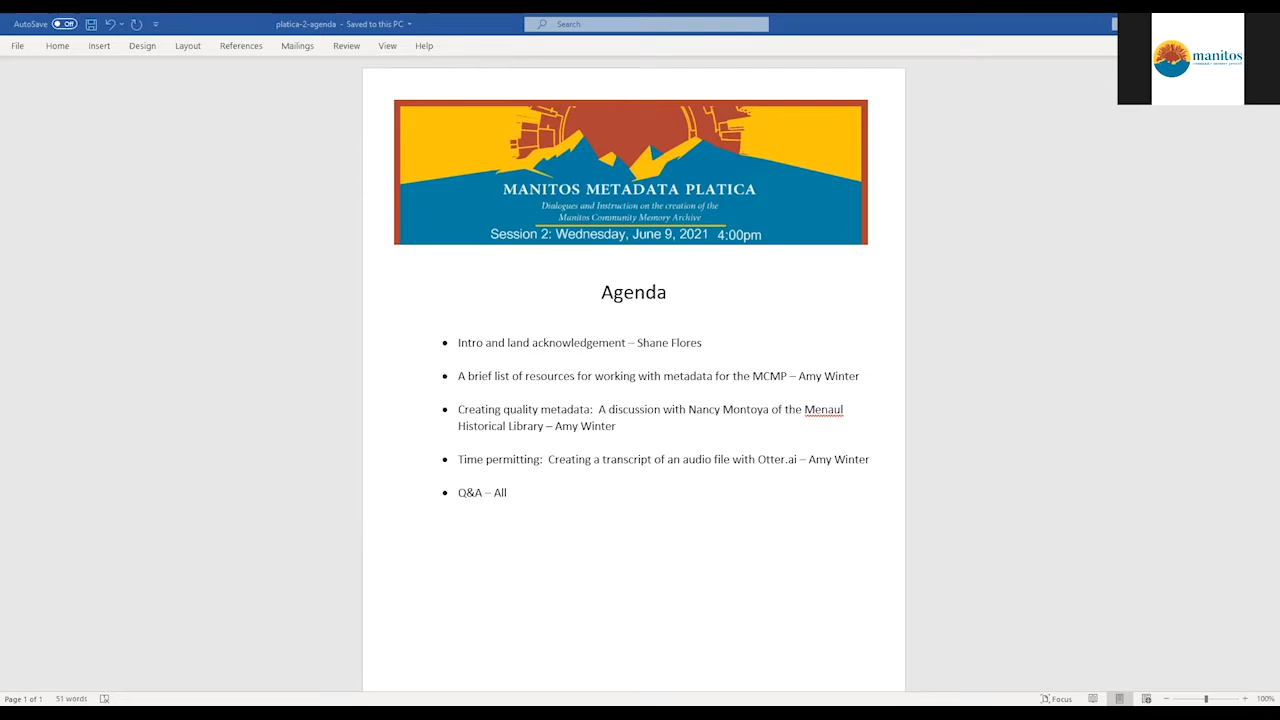 AutoSave Off platica-2-agenda - Saved to this PC Search
File Home Insert Design Layout References Mailings Review View Help
manitos
community memory project
MANITOS METADATA PLATICA
Dialogues and Instruction on the creation of the
Manitos Community Memory Archive
Session 2: Wednesday, June 9, 2021 4:00pm
Agenda
• Intro and land acknowledgement – Shane Flores
• A brief list of resources for working with metadata for the MCMP – Amy Winter
• Creating quality metadata:  A discussion with Nancy Montoya of the Menaul
Historical Library – Amy Winter
• Time permitting:  Creating a transcript of an audio file with Otter.ai – Amy Winter
• Q&A – All
Page 1 of 1 51 words Focus 100%